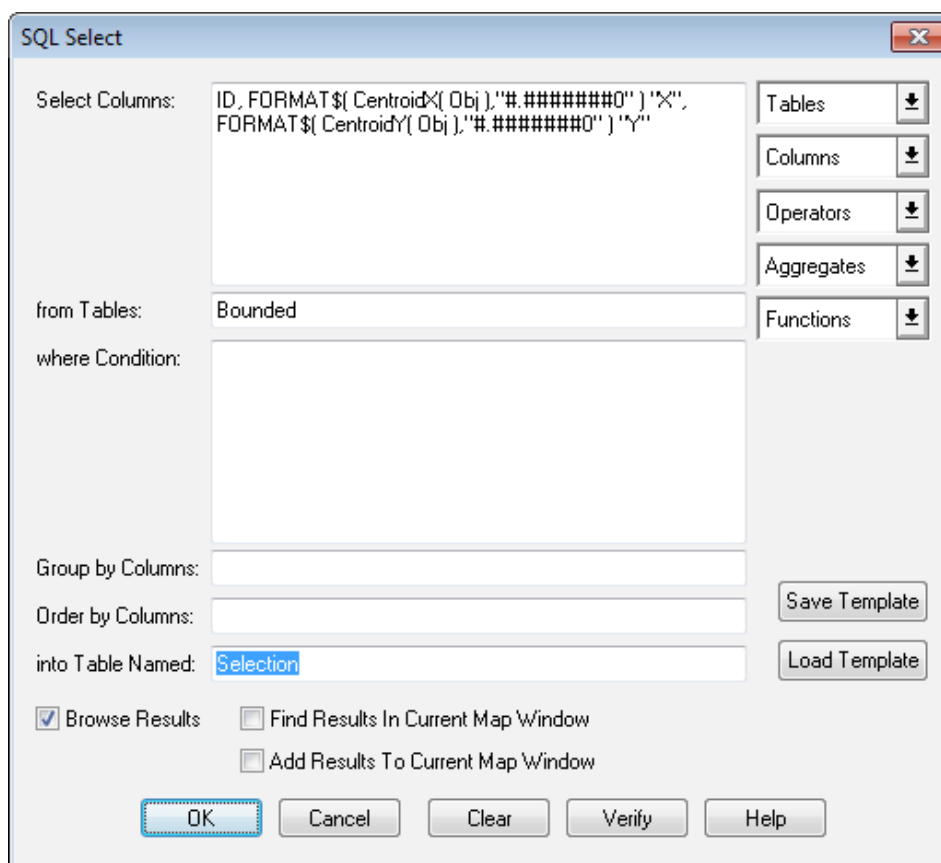 SQL Select
Select Columns:
ID, FORMAT$( CentroidX( Obj ),"#.#######0" ) "X",
FORMAT$( CentroidY( Obj ),"#.#######0" ) "Y"
Tables
Columns
Operators
Aggregates
Functions
from Tables:
Bounded
where Condition:
Group by Columns:
Order by Columns:
into Table Named:
Selection
Save Template
Load Template
Browse Results
Find Results In Current Map Window
Add Results To Current Map Window
OK
Cancel
Clear
Verify
Help